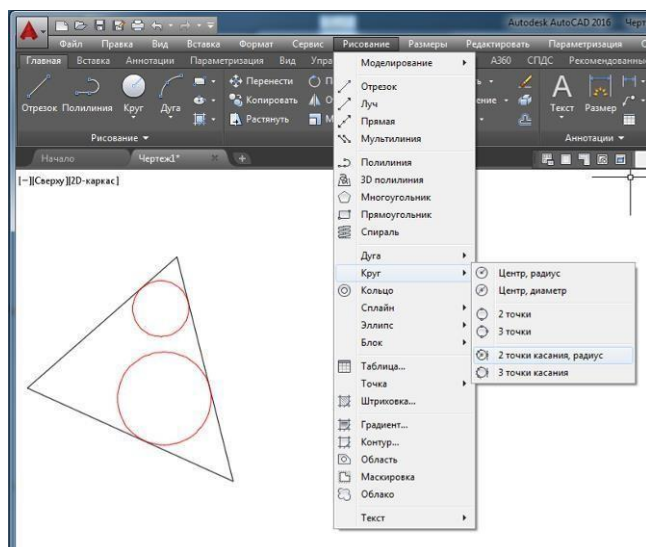 Autodesk AutoCAD 2016 Черт
Файл Правка Вид Вставка Формат Сервис Рисование Размеры Редактировать Параметризация
Главная Вставка Аннотации Параметризация Вид Упра A360 СПДС Рекомендованны
Отрезок Полилиния Круг Дуга
Перенести
Копировать
Растянуть
Текст Размер
Рисование
Аннотации
Начало Чертеж1*
[−][Сверху][2D-каркас]
Моделирование
Отрезок
Луч
Прямая
Мультилиния
Полилиния
3D полилиния
Многоугольник
Прямоугольник
Спираль
Дуга
Круг
Кольцо
Сплайн
Эллипс
Блок
Таблица...
Точка
Штриховка...
Градиент...
Контур...
Область
Маскировка
Облако
Текст
Центр, радиус
Центр, диаметр
2 точки
3 точки
2 точки касания, радиус
3 точки касания